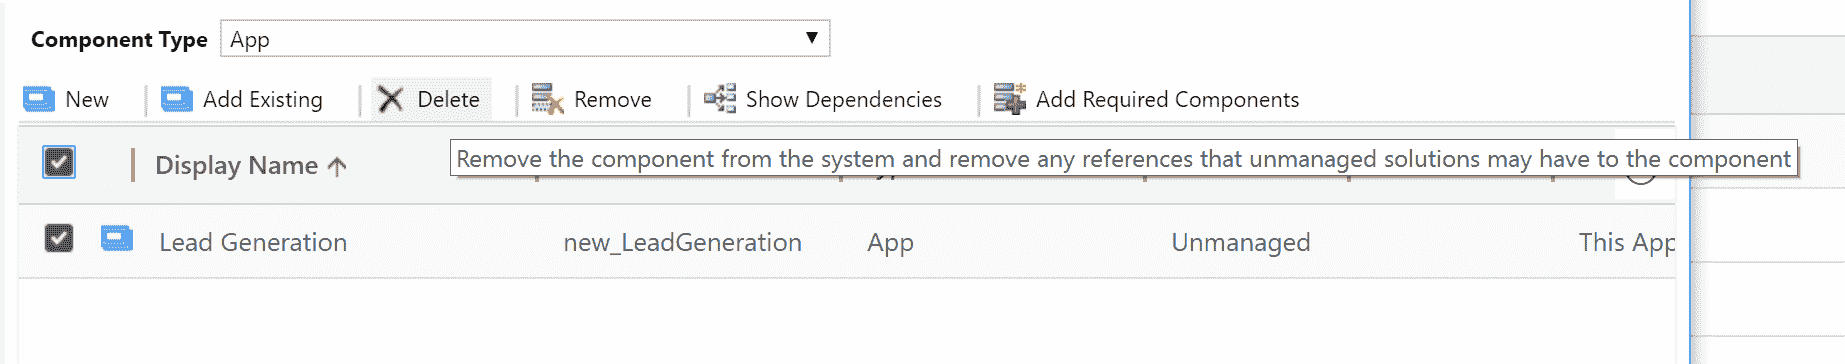 Component Type App
New Add Existing Delete Remove Show Dependencies Add Required Components
Display Name
Remove the component from the system and remove any references that unmanaged solutions may have to the component
Lead Generation new_LeadGeneration App Unmanaged This App